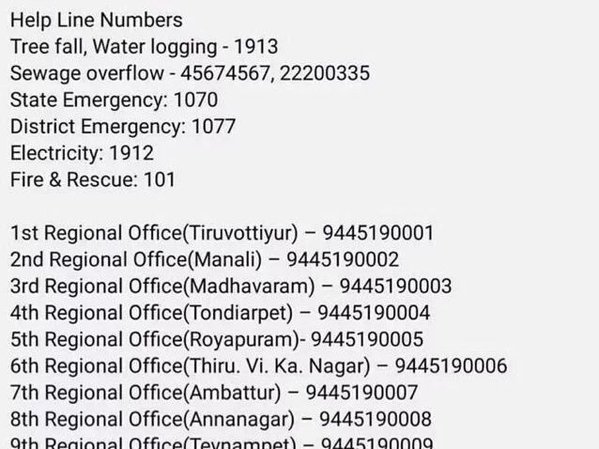 Help Line Numbers
Tree fall, Water logging - 1913
Sewage overflow - 45674567, 22200335
State Emergency: 1070
District Emergency: 1077
Electricity: 1912
Fire & Rescue: 101
1st Regional Office(Tiruvottiyur) – 9445190001
2nd Regional Office(Manali) – 9445190002
3rd Regional Office(Madhavaram) – 9445190003
4th Regional Office(Tondiarpet) – 9445190004
5th Regional Office(Royapuram)- 9445190005
6th Regional Office(Thiru. Vi. Ka. Nagar) – 9445190006
7th Regional Office(Ambattur) – 9445190007
8th Regional Office(Annanagar) – 9445190008
9th Regional Office(Teynampet) – 9445190009